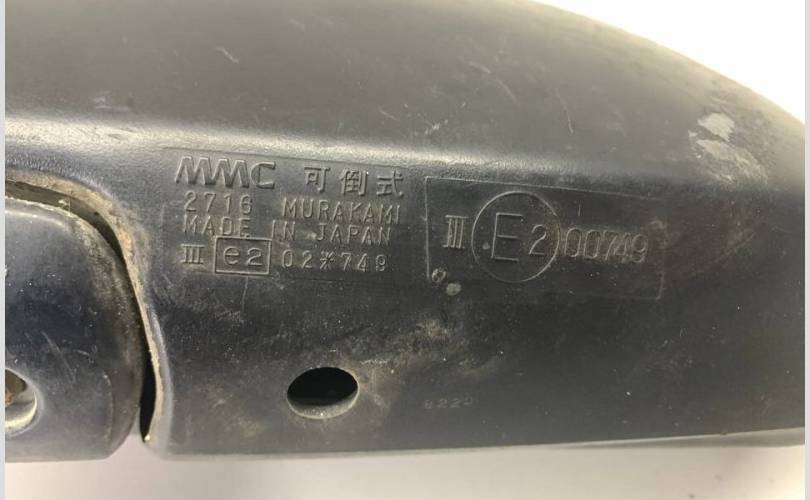 MMC 可倒式
2716 MURAKAMI
MADE IN JAPAN
III e2 02*749
III E2 00749